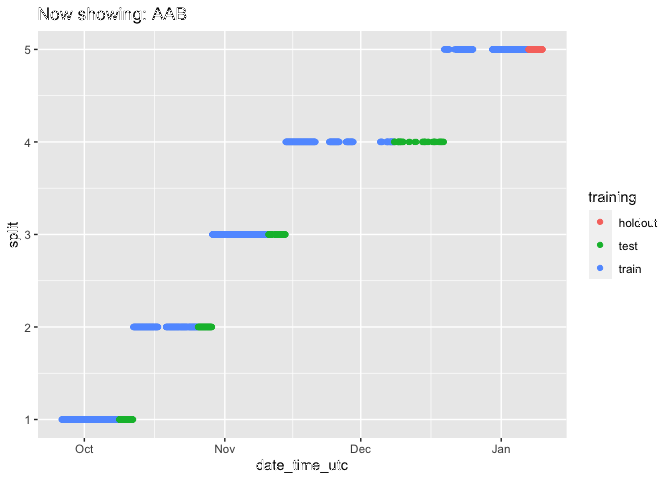 Now showing: AAB
5
4
3
2
1
split
Oct Nov Dec Jan
date_time_utc
training
holdout
test
train